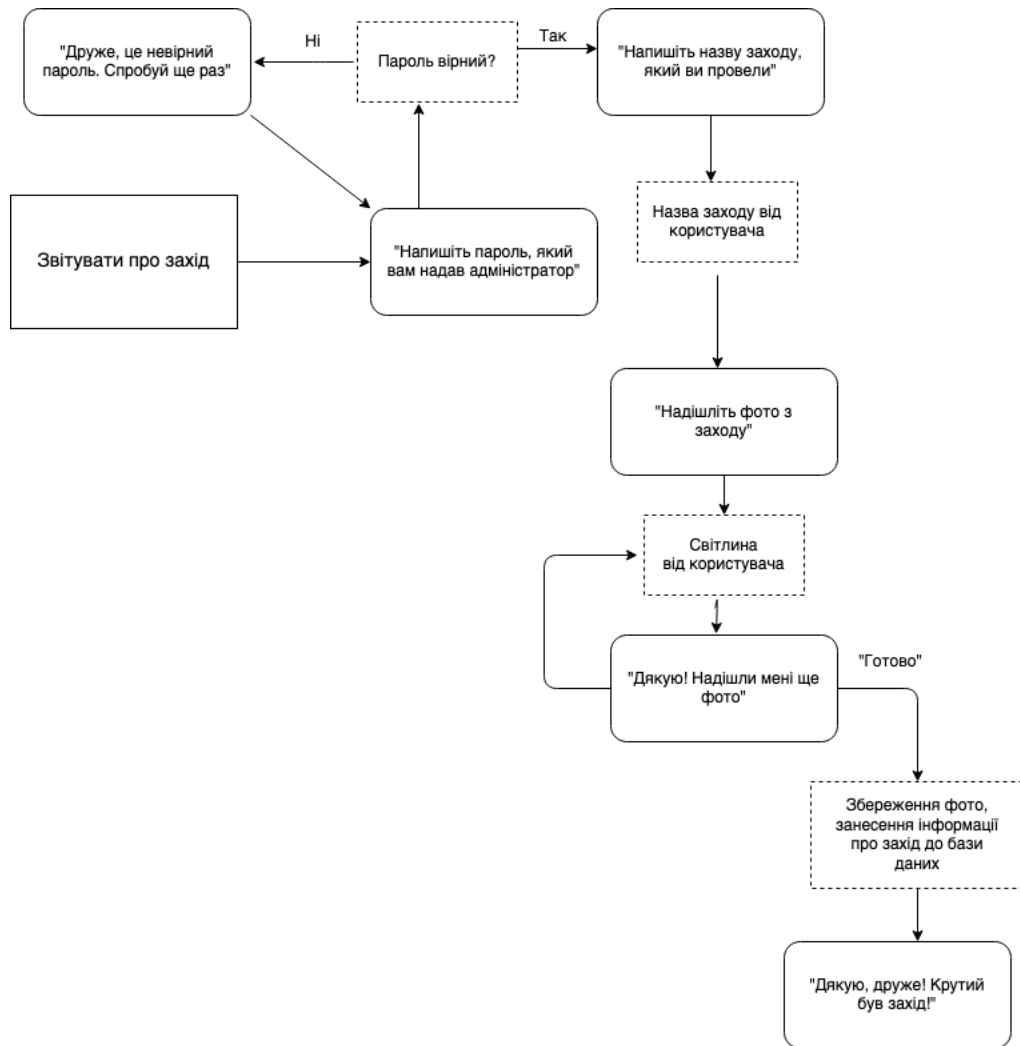 "Друже, це невірний
пароль. Спробуй ще раз"
Ні
Пароль вірний?
Так
"Напишіть назву заходу,
який ви провели"
Назва заходу від
користувача
Звітувати про захід
"Напишіть пароль, який
вам надав адміністратор"
"Надішліть фото з
заходу"
Світлина
від користувача
"Дякую! Надішли мені ще
фото"
"Готово"
Збереження фото,
занесення інформації
про захід до бази
даних
"Дякую, друже! Крутий
був захід!"